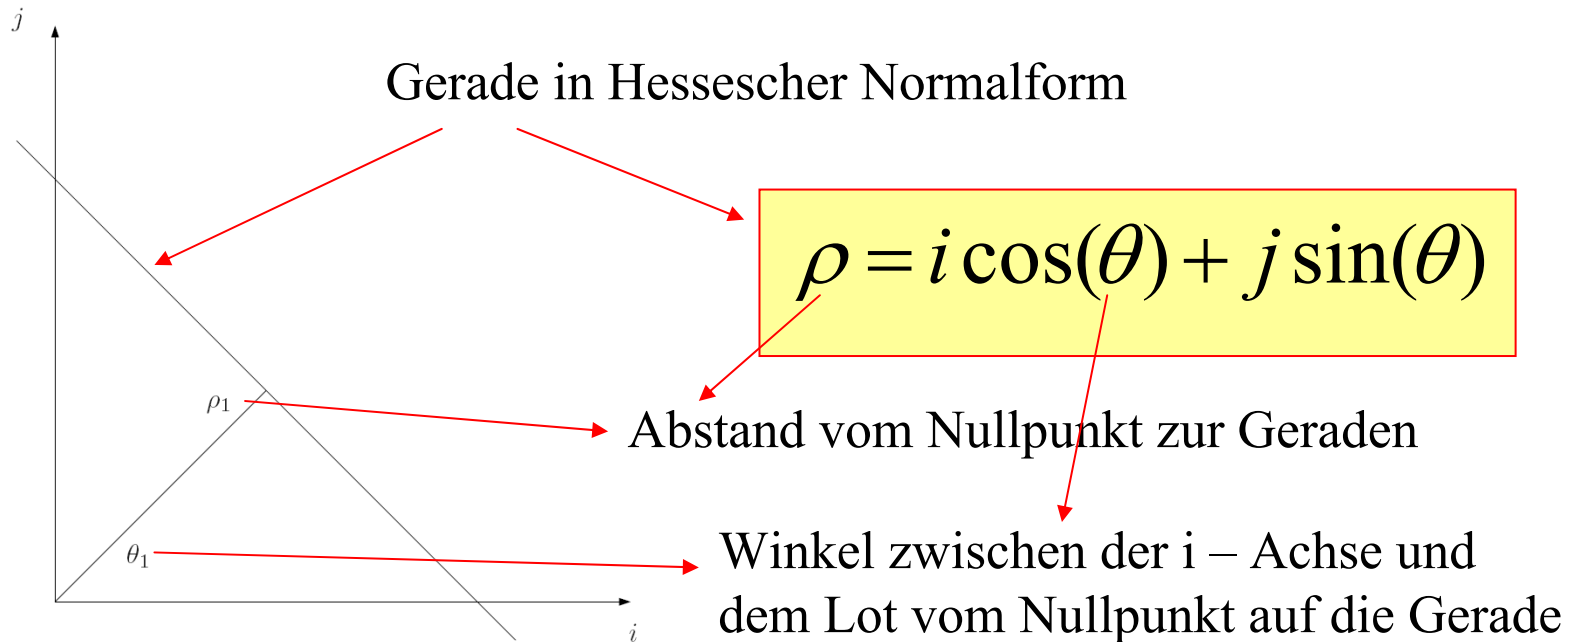 j
Gerade in Hessescher Normalform
ρ = i cos(θ) + j sin(θ)
ρ₁
Abstand vom Nullpunkt zur Geraden
θ₁
Winkel zwischen der i – Achse und
dem Lot vom Nullpunkt auf die Gerade
i